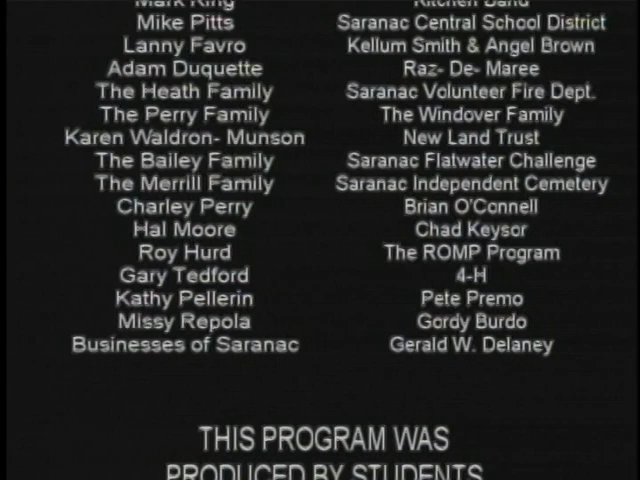 Mark King
Mike Pitts
Lanny Favro
Adam Duquette
The Heath Family
The Perry Family
Karen Waldron- Munson
The Bailey Family
The Merrill Family
Charley Perry
Hal Moore
Roy Hurd
Gary Tedford
Kathy Pellerin
Missy Repola
Businesses of Saranac
Kitchen Band
Saranac Central School District
Kellum Smith & Angel Brown
Raz- De- Maree
Saranac Volunteer Fire Dept.
The Windover Family
New Land Trust
Saranac Flatwater Challenge
Saranac Independent Cemetery
Brian O'Connell
Chad Keysor
The ROMP Program
4-H
Pete Premo
Gordy Burdo
Gerald W. Delaney
THIS PROGRAM WAS
PRODUCED BY STUDENTS